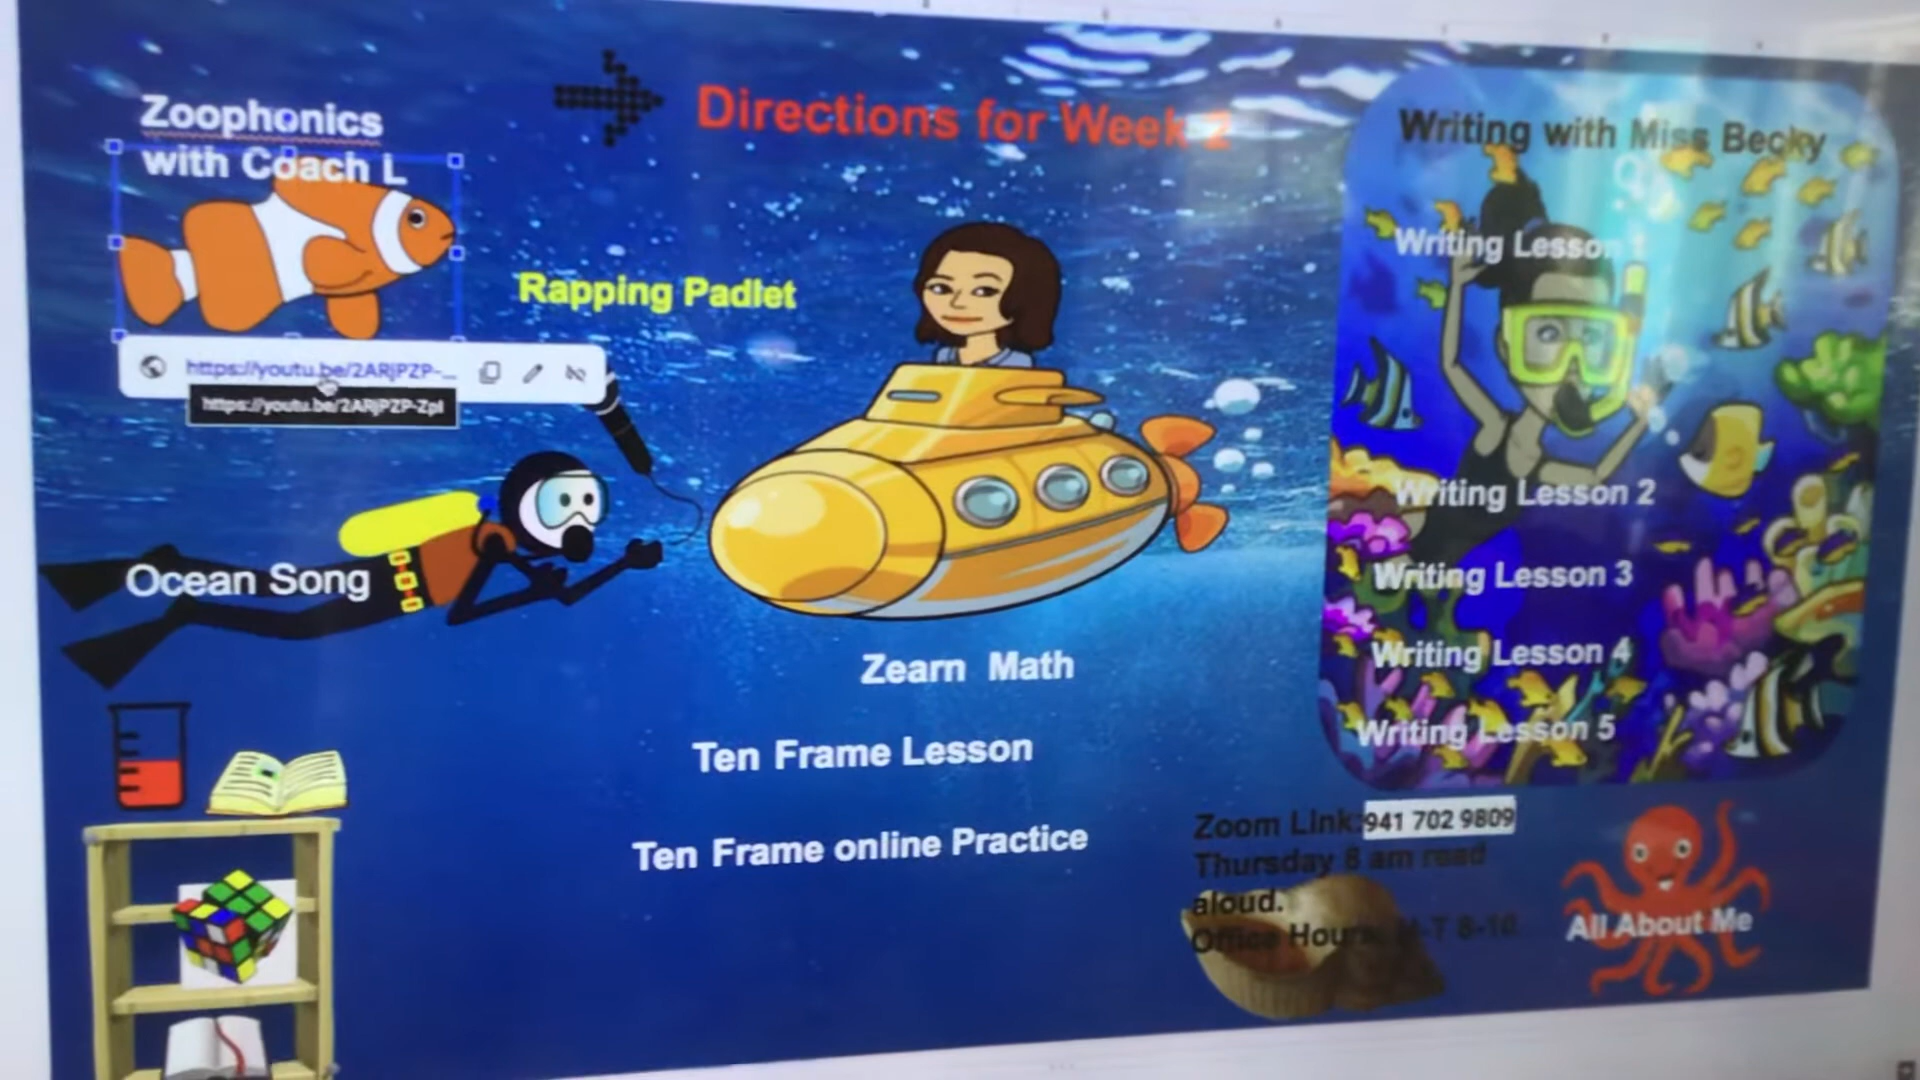 Zoophonics
with Coach L
Directions for Week 2
Writing with Miss Becky
Writing Lesson
Rapping Padlet
https://youtu.be/2ARjPZP-...
https://youtu.be/2ARjPZP-ZpI
Writing Lesson 2
Ocean Song
Writing Lesson 3
Zearn Math
Writing Lesson 4
Ten Frame Lesson
Writing Lesson 5
Ten Frame online Practice
Zoom Link:941 702 9809
Thursday 8 am read
aloud.
Office Hours: M-T 8-10
All About Me